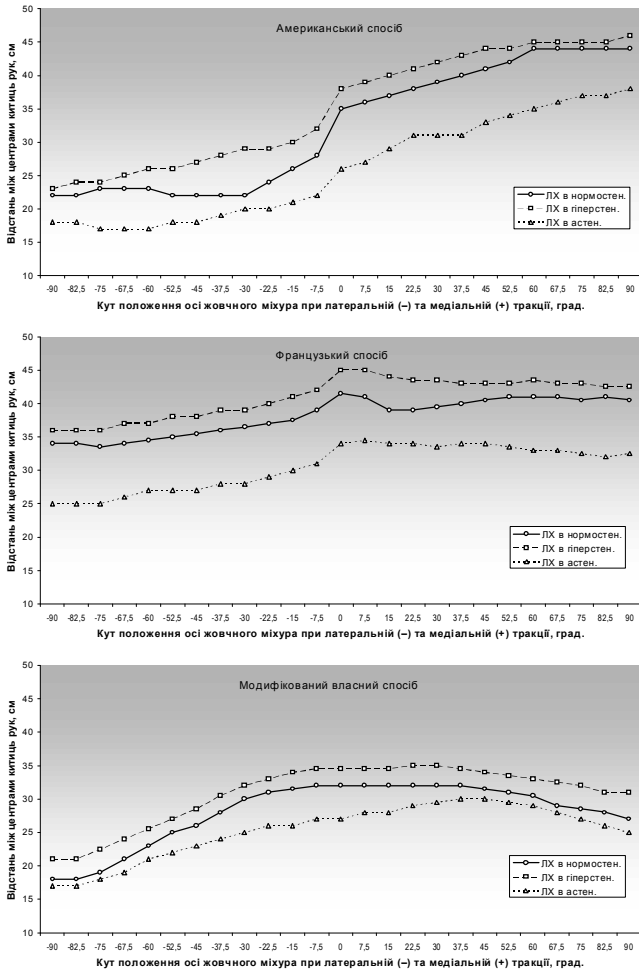 Американський спосіб
Відстань між центрами китиць рук, см
50
45
40
35
30
25
20
15
10
ЛХ в нормостен.
ЛХ в гіперстен.
ЛХ в астен.
-90 -82,5 -75 -67,5 -60 -52,5 -45 -37,5 -30 -22,5 -15 -7,5 0 7,5 15 22,5 30 37,5 45 52,5 60 67,5 75 82,5 90
Кут положення осі жовчного міхура при латеральній (–) та медіальній (+) тракції, град.
Французький спосіб
Відстань між центрами китиць рук, см
50
45
40
35
30
25
20
15
10
ЛХ в нормостен.
ЛХ в гіперстен.
ЛХ в астен.
-90 -82,5 -75 -67,5 -60 -52,5 -45 -37,5 -30 -22,5 -15 -7,5 0 7,5 15 22,5 30 37,5 45 52,5 60 67,5 75 82,5 90
Кут положення осі жовчного міхура при латеральній (–) та медіальній (+) тракції, град.
Модифікований власний спосіб
Відстань між центрами китиць рук, см
50
45
40
35
30
25
20
15
10
ЛХ в нормостен.
ЛХ в гіперстен.
ЛХ в астен.
-90 -82,5 -75 -67,5 -60 -52,5 -45 -37,5 -30 -22,5 -15 -7,5 0 7,5 15 22,5 30 37,5 45 52,5 60 67,5 75 82,5 90
Кут положення осі жовчного міхура при латеральній (–) та медіальній (+) тракції, град.